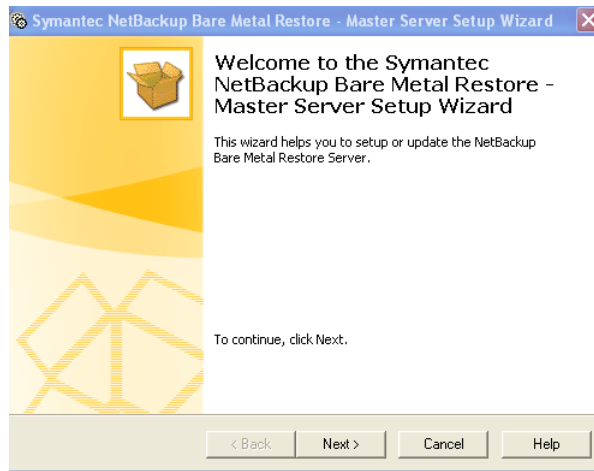 Symantec NetBackup Bare Metal Restore - Master Server Setup Wizard
Welcome to the Symantec
NetBackup Bare Metal Restore -
Master Server Setup Wizard
This wizard helps you to setup or update the NetBackup
Bare Metal Restore Server.
To continue, click Next.
< Back
Next >
Cancel
Help